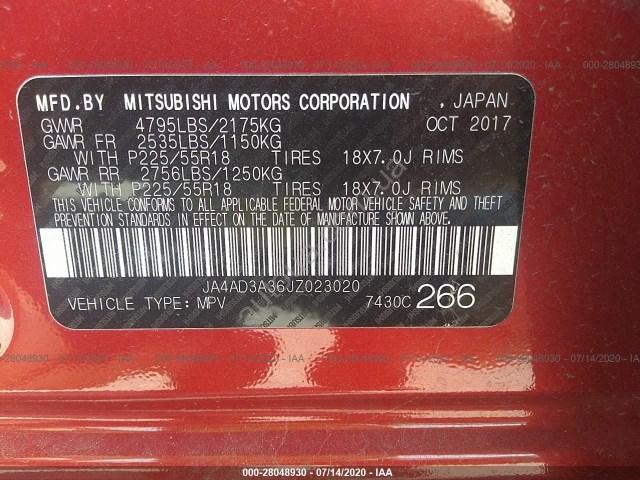 MFD.BY MITSUBISHI MOTORS CORPORATION , JAPAN
GVWR 4795LBS/2175KG OCT 2017
GAWR FR 2535LBS/1150KG
WITH P225/55R18 TIRES 18X7.0J RIMS
GAWR RR 2756LBS/1250KG
WITH P225/55R18 TIRES 18X7.0J RIMS
THIS VEHICLE CONFORMS TO ALL APPLICABLE FEDERAL MOTOR VEHICLE SAFETY AND THEFT
PREVENTION STANDARDS IN EFFECT ON THE DATE OF MANUFACTURE SHOWN ABOVE.
JA4AD3A36JZ023020
VEHICLE TYPE: MPV 7430C 266
000-28048930 - 07/14/2020 - IAA